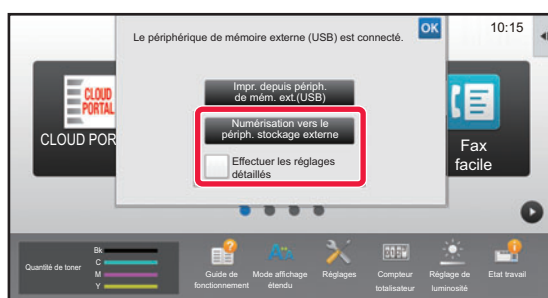 Le périphérique de mémoire externe (USB) est connecté.
OK
10:15
Impr. depuis périph.
de mém. ext.(USB)
Numérisation vers le
périph. stockage externe
Effectuer les réglages
détaillés
CLOUD
PORTAL
CLOUD POR
Fax
facile
Quantité de toner
Bk
C
M
Y
Guide de
fonctionnement
Mode affichage
étendu
Réglages
Compteur
totalisateur
Réglage de
luminosité
Etat travail